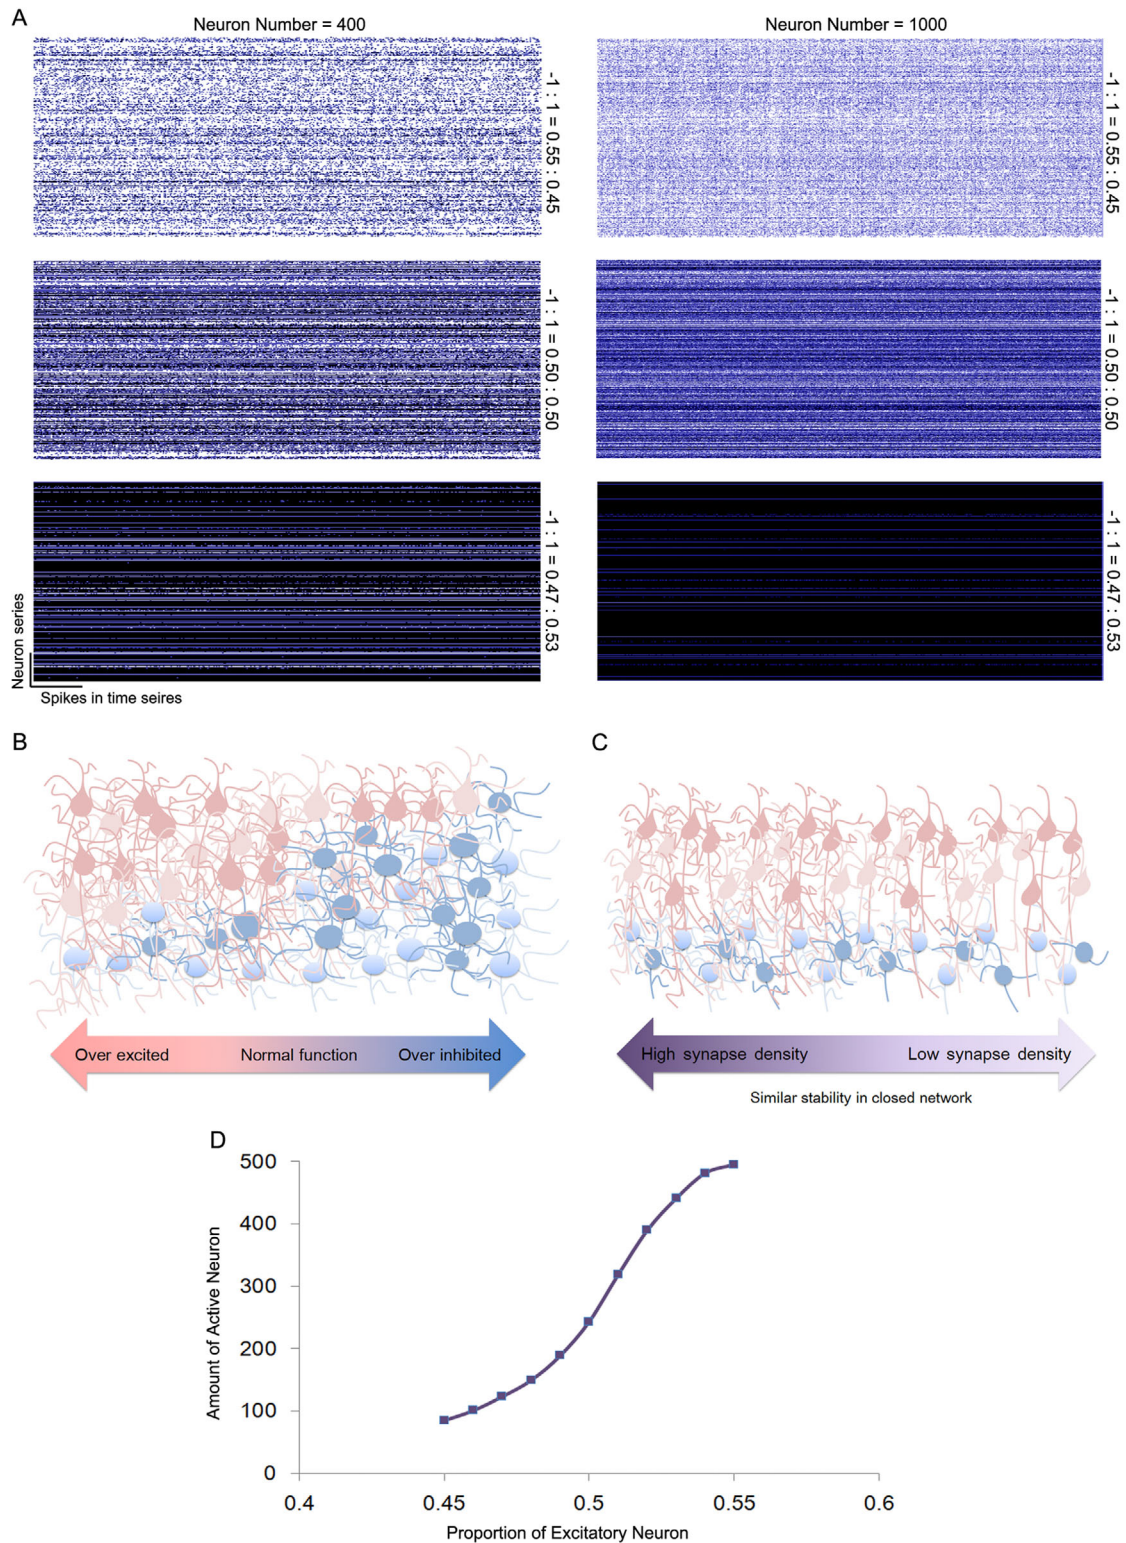 A
Neuron Number = 400
Neuron Number = 1000
-1 : 1 = 0.55 : 0.45
-1 : 1 = 0.55 : 0.45
-1 : 1 = 0.50 : 0.50
-1 : 1 = 0.50 : 0.50
-1 : 1 = 0.47 : 0.53
-1 : 1 = 0.47 : 0.53
Neuron series
Spikes in time seires
B
C
Over excited
Normal function
Over inhibited
High synapse density
Low synapse density
Similar stability in closed network
D
500
400
300
200
100
0
Amount of Active Neuron
0.4
0.45
0.5
0.55
0.6
Proportion of Excitatory Neuron